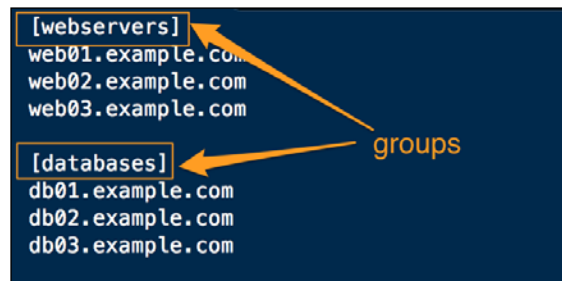 [webservers]
web01.example.com
web02.example.com
web03.example.com
groups
[databases]
db01.example.com
db02.example.com
db03.example.com